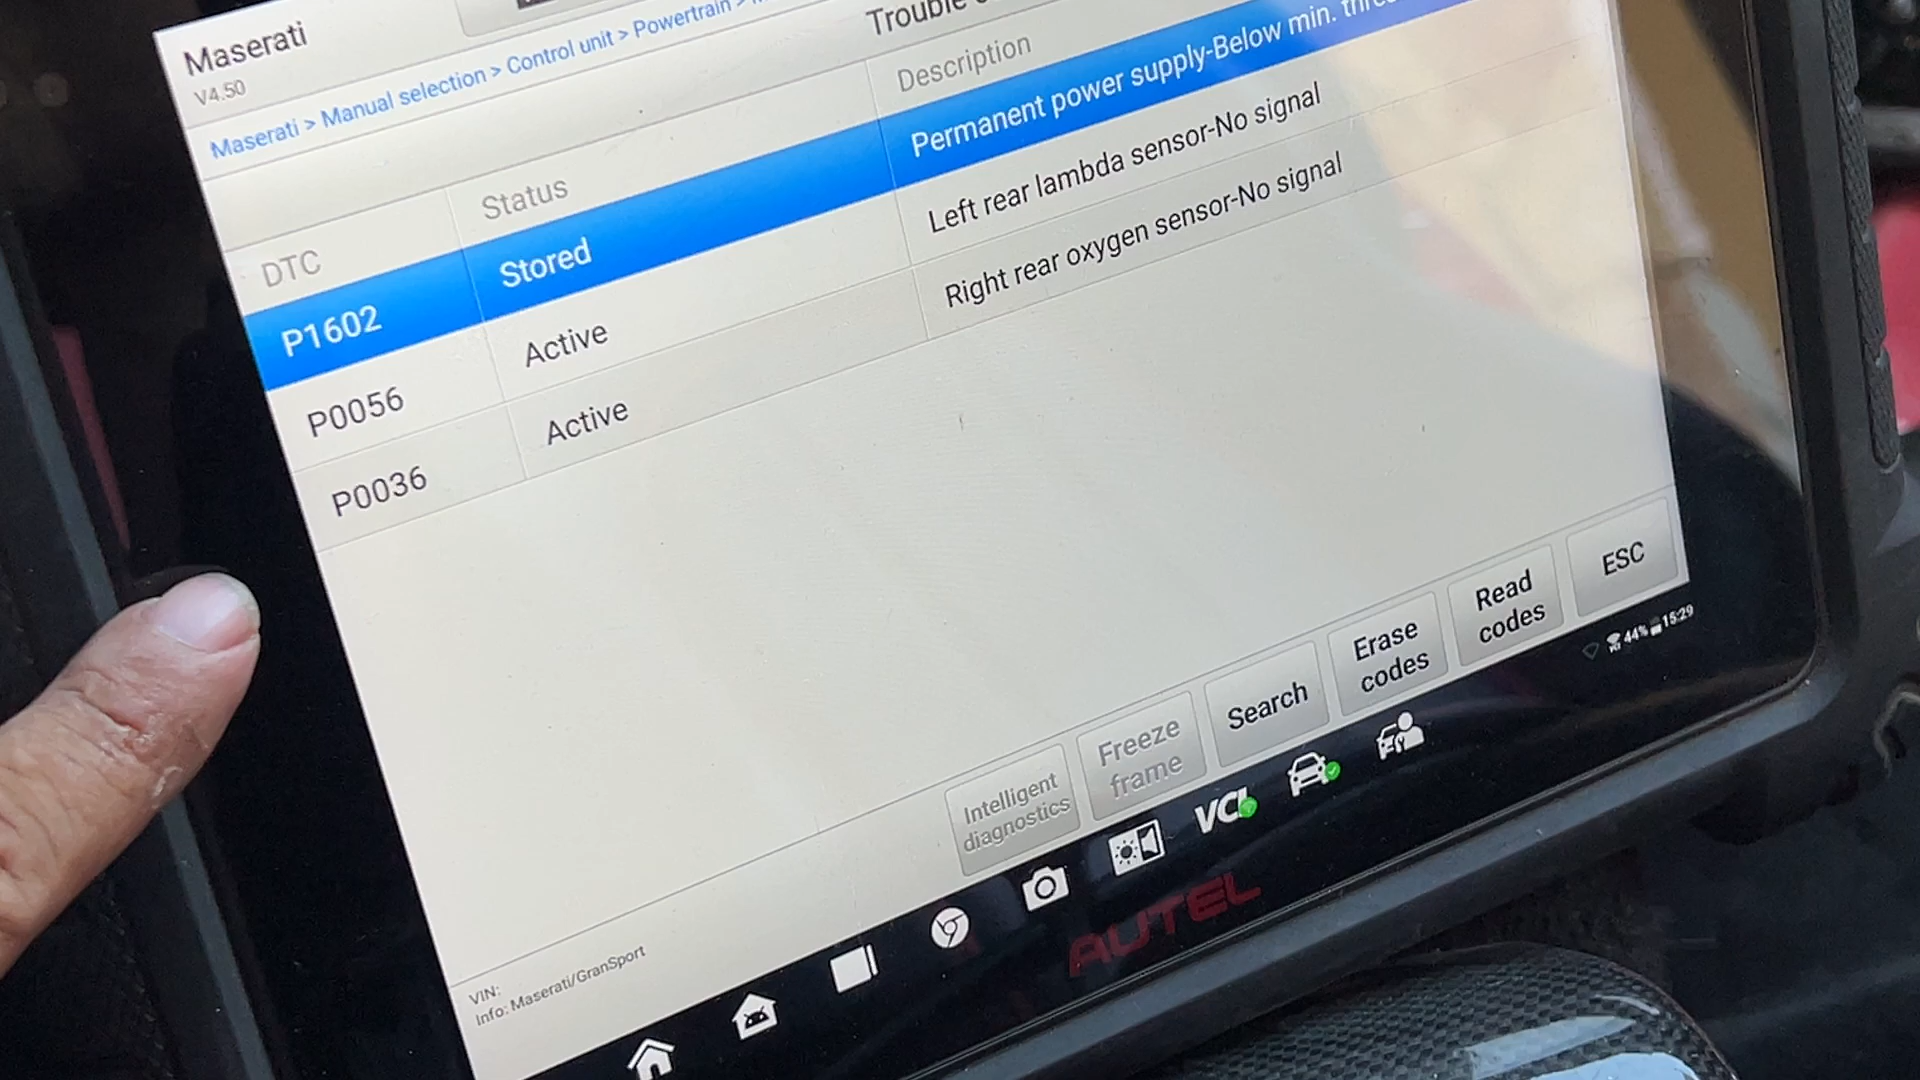 Maserati
V4.50
Maserati > Manual selection > Control unit > Powertrain >
Trouble
DTC Status Description
P1602 Stored Permanent power supply-Below min.
P0056 Active Left rear lambda sensor-No signal
P0036 Active Right rear oxygen sensor-No signal
Intelligent diagnostics
Freeze frame
Search
Erase codes
Read codes
ESC
VIN:
Info: Maserati/GranSport
VCI
44% 15:29
AUTEL